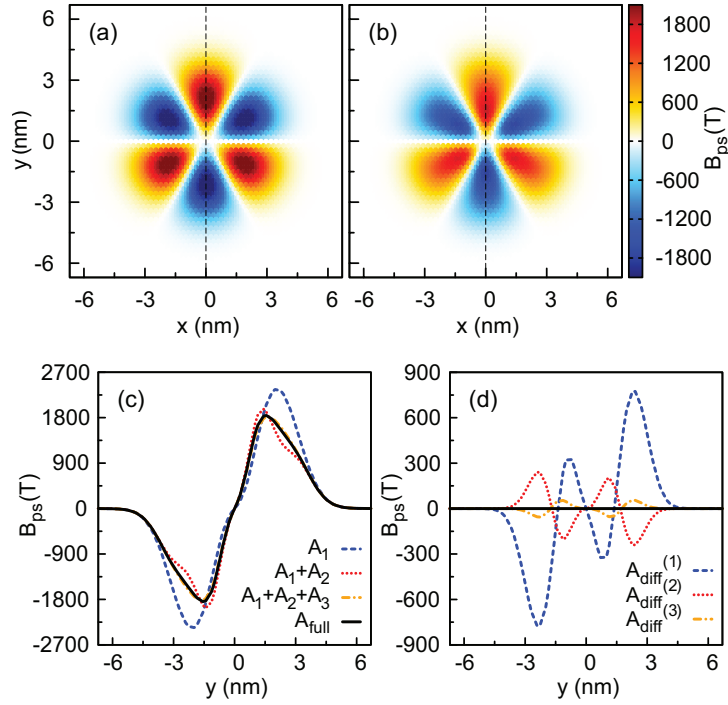 (a)
(b)
6
3
0
-3
-6
y (nm)
-6 -3 0 3 6
x (nm)
-6 -3 0 3 6
x (nm)
1800
1200
600
0
-600
-1200
-1800
B_ps(T)
(c)
2700
1800
900
0
-900
-1800
-2700
B_ps(T)
A_1
A_1+A_2
A_1+A_2+A_3
A_full
-6 -3 0 3 6
y (nm)
(d)
900
600
300
0
-300
-600
-900
B_ps(T)
A_diff^(1)
A_diff^(2)
A_diff^(3)
-6 -3 0 3 6
y (nm)